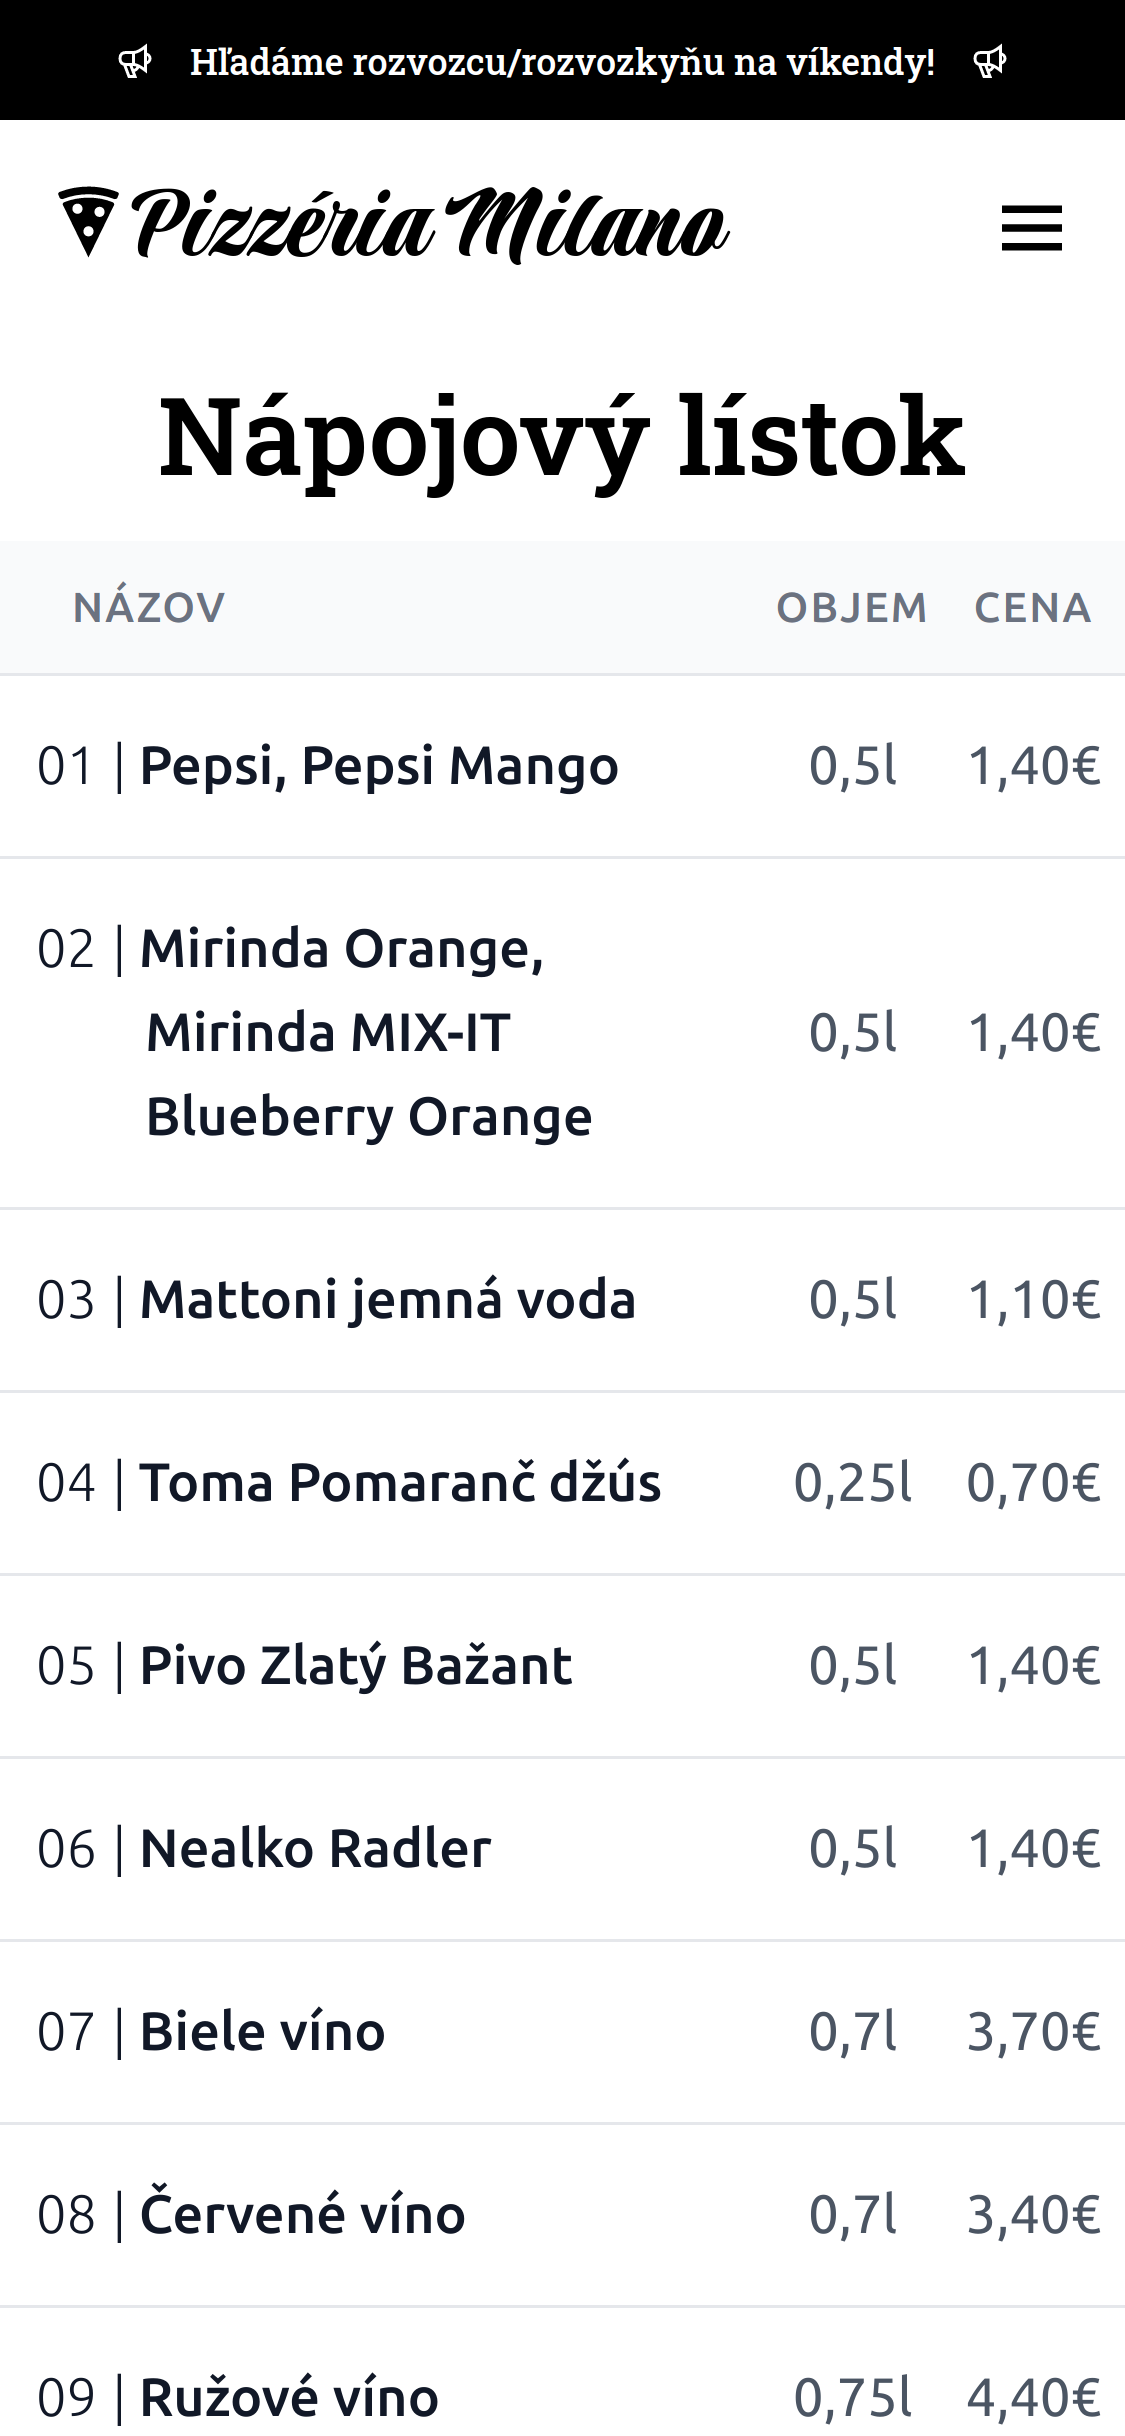 Hľadáme rozvozcu/rozvozkyňu na víkendy!
Pizzéria Milano
Nápojový lístok
NÁZOV OBJEM CENA
01 | Pepsi, Pepsi Mango 0,5l 1,40€
02 | Mirinda Orange,
Mirinda MIX-IT 0,5l 1,40€
Blueberry Orange
03 | Mattoni jemná voda 0,5l 1,10€
04 | Toma Pomaranč džús 0,25l 0,70€
05 | Pivo Zlatý Bažant 0,5l 1,40€
06 | Nealko Radler 0,5l 1,40€
07 | Biele víno 0,7l 3,70€
08 | Červené víno 0,7l 3,40€
09 | Ružové víno 0,75l 4,40€